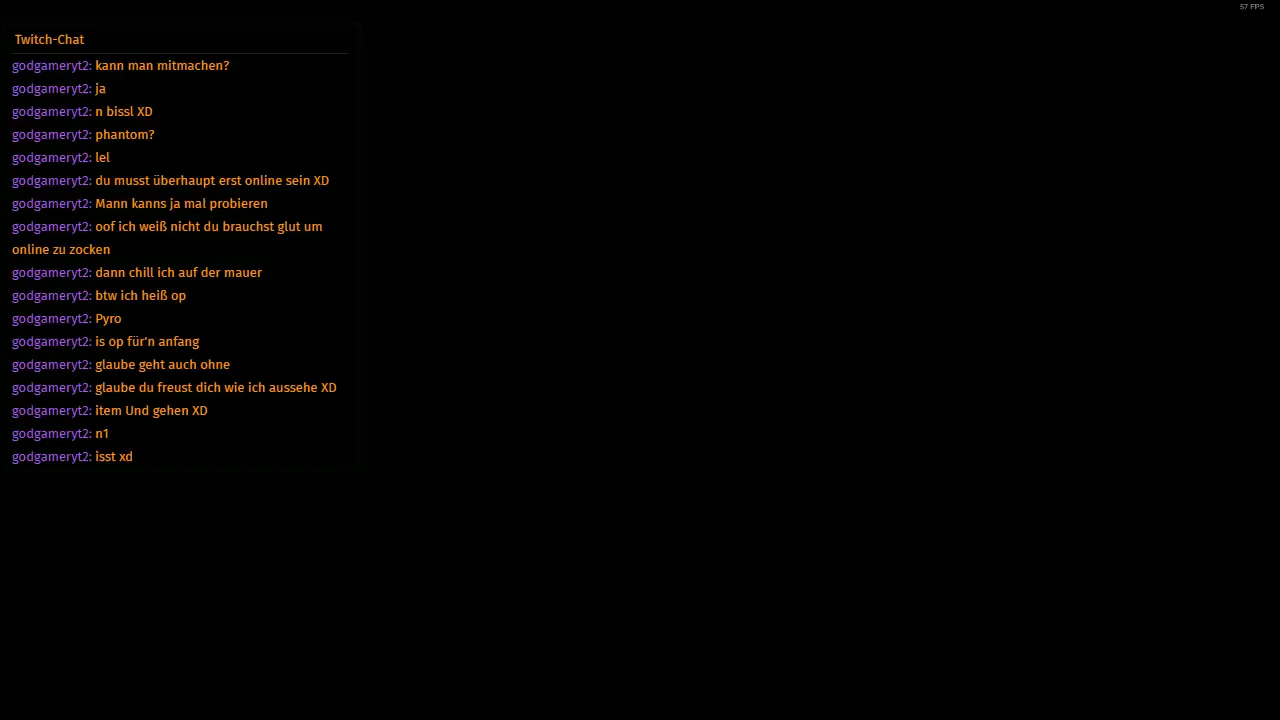 57 FPS
Twitch-Chat
godgameryt2: kann man mitmachen?
godgameryt2: ja
godgameryt2: n bissl XD
godgameryt2: phantom?
godgameryt2: lel
godgameryt2: du musst überhaupt erst online sein XD
godgameryt2: Mann kanns ja mal probieren
godgameryt2: oof ich weiß nicht du brauchst glut um
online zu zocken
godgameryt2: dann chill ich auf der mauer
godgameryt2: btw ich heiß op
godgameryt2: Pyro
godgameryt2: is op für'n anfang
godgameryt2: glaube geht auch ohne
godgameryt2: glaube du freust dich wie ich aussehe XD
godgameryt2: item Und gehen XD
godgameryt2: n1
godgameryt2: isst xd